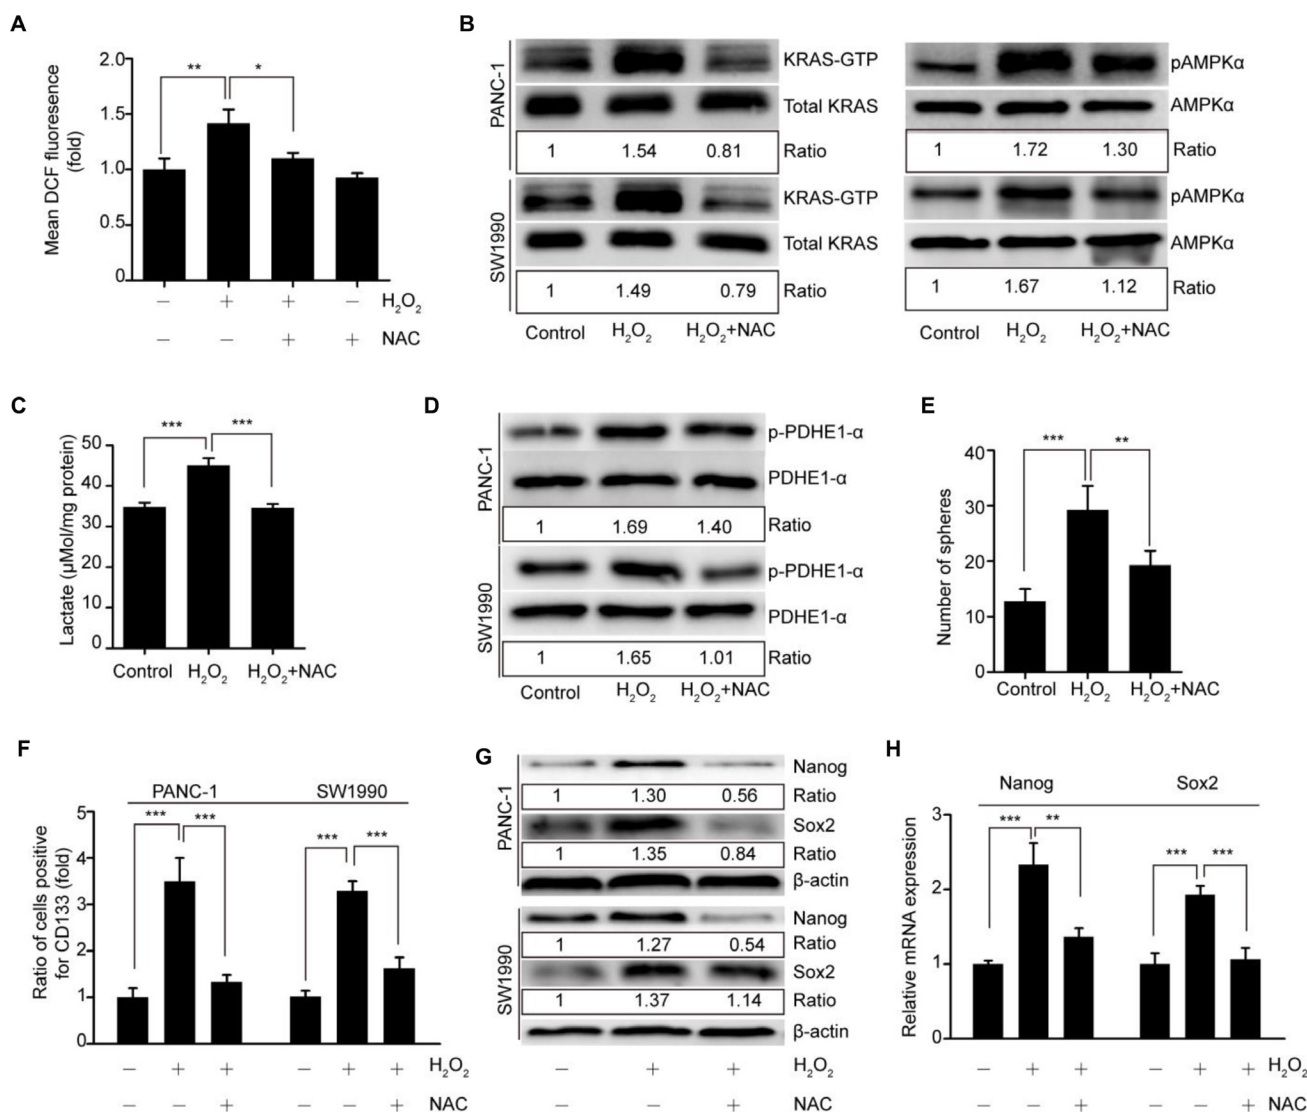 A
Mean DCF fluoresence
(fold)
2.0
1.5
1.0
0.5
0
** *
− + + − H₂O₂
− − + + NAC
B
PANC-1
KRAS-GTP
Total KRAS
1 1.54 0.81 Ratio
SW1990
KRAS-GTP
Total KRAS
1 1.49 0.79 Ratio
Control H₂O₂ H₂O₂+NAC
pAMPKα
AMPKα
1 1.72 1.30 Ratio
pAMPKα
AMPKα
1 1.67 1.12 Ratio
Control H₂O₂ H₂O₂+NAC
C
Lactate (μMol/mg protein)
50
40
30
20
10
0
*** ***
Control H₂O₂ H₂O₂+NAC
D
PANC-1
p-PDHE1-α
PDHE1-α
1 1.69 1.40 Ratio
SW1990
p-PDHE1-α
PDHE1-α
1 1.65 1.01 Ratio
Control H₂O₂ H₂O₂+NAC
E
Number of spheres
40
30
20
10
0
*** **
Control H₂O₂ H₂O₂+NAC
F
Ratio of cells positive
for CD133 (fold)
PANC-1 SW1990
5
4
3
2
1
0
*** *** *** ***
− + + − + + H₂O₂
− − + − − + NAC
G
PANC-1
Nanog
1 1.30 0.56 Ratio
Sox2
1 1.35 0.84 Ratio
β-actin
SW1990
Nanog
1 1.27 0.54 Ratio
Sox2
1 1.37 1.14 Ratio
β-actin
− + + H₂O₂
− − + NAC
H
Relative mRNA expression
Nanog Sox2
3
2
1
0
*** ** *** ***
− + + − + + H₂O₂
− − + − − + NAC